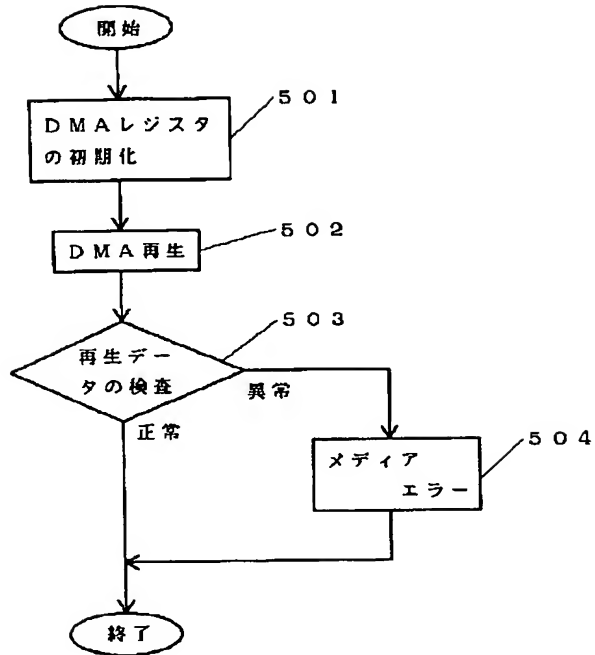 開始
501
DMAレジスタ
の初期化
502
DMA再生
503
再生デー
タの検査
異常
正常
504
メディア
エラー
終了